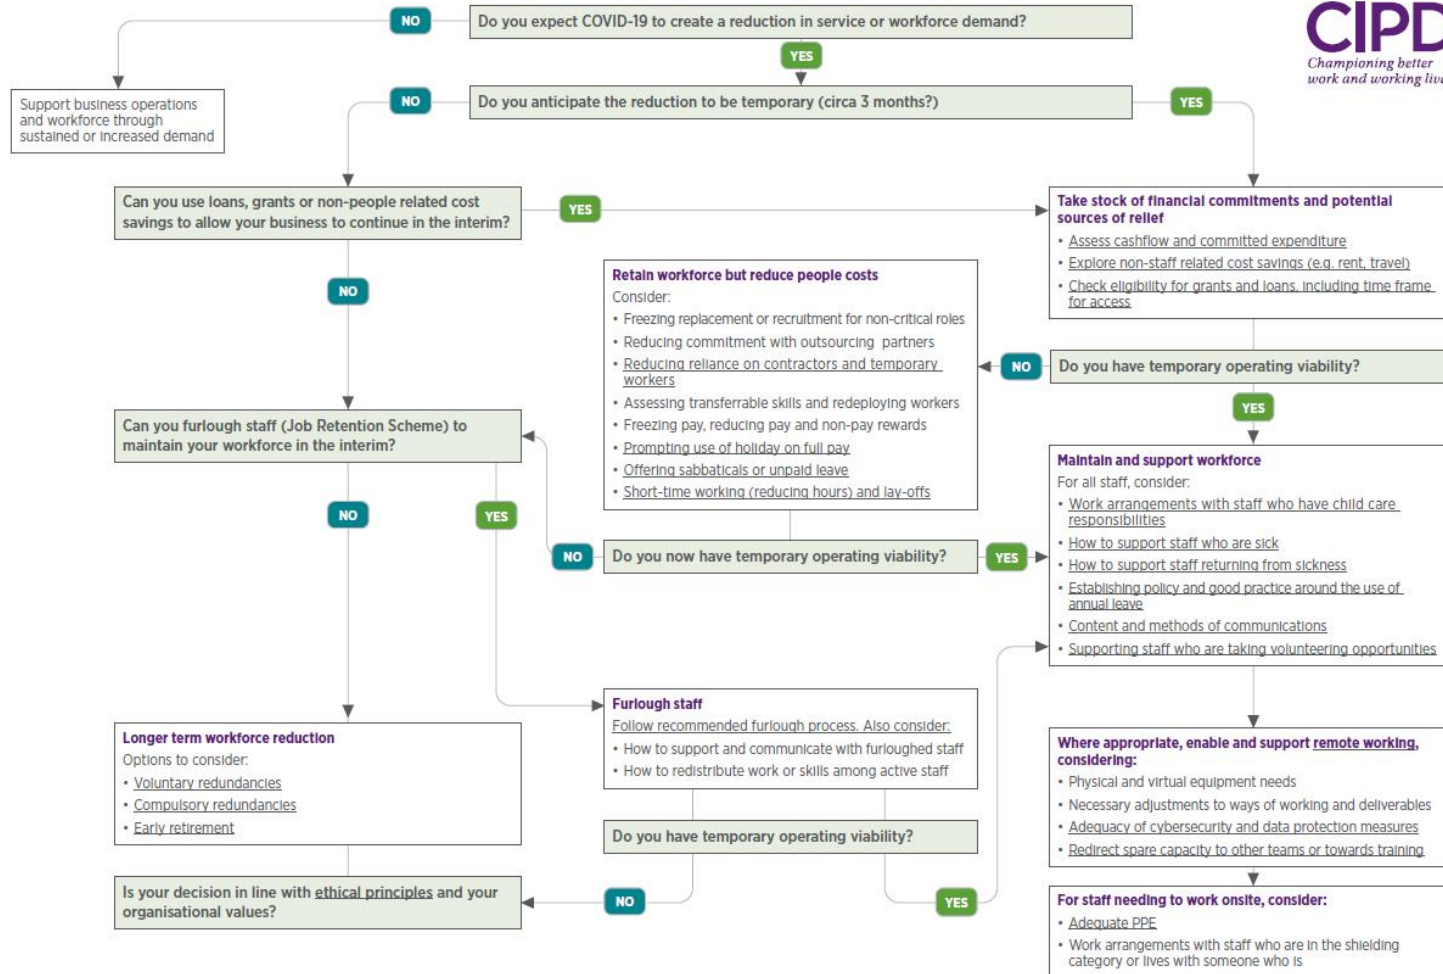 NO
Do you expect COVID-19 to create a reduction in service or workforce demand?
CIPD
Championing better
work and working live
YES
Support business operations
and workforce through
sustained or increased demand
NO
Do you anticipate the reduction to be temporary (circa 3 months?)
YES
Can you use loans, grants or non-people related cost
savings to allow your business to continue in the interim?
YES
Take stock of financial commitments and potential
sources of relief
• Assess cashflow and committed expenditure
• Explore non-staff related cost savings (e.g. rent, travel)
• Check eligibility for grants and loans, including time frame
for access
NO
Retain workforce but reduce people costs
Consider:
• Freezing replacement or recruitment for non-critical roles
• Reducing commitment with outsourcing partners
• Reducing reliance on contractors and temporary
workers
• Assessing transferrable skills and redeploying workers
• Freezing pay, reducing pay and non-pay rewards
• Prompting use of holiday on full pay
• Offering sabbaticals or unpaid leave
• Short-time working (reducing hours) and lay-offs
NO
Do you have temporary operating viability?
YES
Can you furlough staff (Job Retention Scheme) to
maintain your workforce in the interim?
Maintain and support workforce
For all staff, consider:
• Work arrangements with staff who have child care
responsibilities
• How to support staff who are sick
• How to support staff returning from sickness
• Establishing policy and good practice around the use of
annual leave
• Content and methods of communications
• Supporting staff who are taking volunteering opportunities
NO
YES
NO
Do you now have temporary operating viability?
YES
Longer term workforce reduction
Options to consider:
• Voluntary redundancies
• Compulsory redundancies
• Early retirement
Furlough staff
Follow recommended furlough process. Also consider:
• How to support and communicate with furloughed staff
• How to redistribute work or skills among active staff
Where appropriate, enable and support remote working,
considering:
• Physical and virtual equipment needs
• Necessary adjustments to ways of working and deliverables
• Adequacy of cybersecurity and data protection measures
• Redirect spare capacity to other teams or towards training
Do you have temporary operating viability?
Is your decision in line with ethical principles and your
organisational values?
NO
YES
For staff needing to work onsite, consider:
• Adequate PPE
• Work arrangements with staff who are in the shielding
category or lives with someone who is